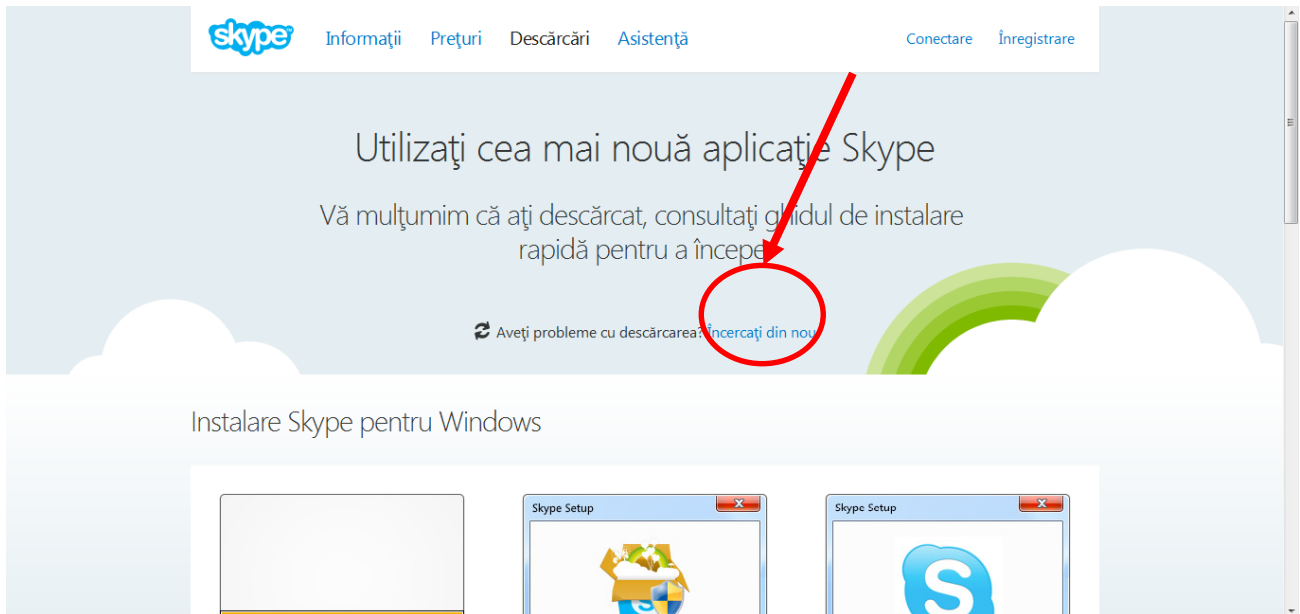 skype
Informaţii Preţuri Descărcări Asistenţă Conectare Înregistrare
Utilizaţi cea mai nouă aplicaţie Skype
Vă mulţumim că aţi descărcat, consultaţi ghidul de instalare
rapidă pentru a începe
Aveţi probleme cu descărcarea? Încercaţi din nou
Instalare Skype pentru Windows
Skype Setup
Skype Setup